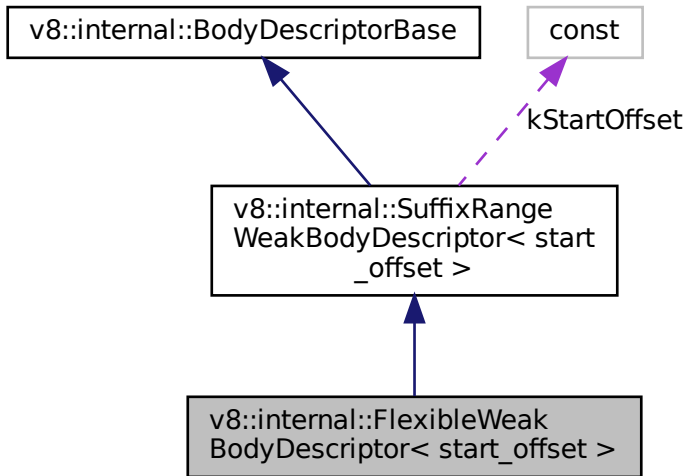 v8::internal::BodyDescriptorBase
const
kStartOffset
v8::internal::SuffixRange
WeakBodyDescriptor< start
_offset >
v8::internal::FlexibleWeak
BodyDescriptor< start_offset >